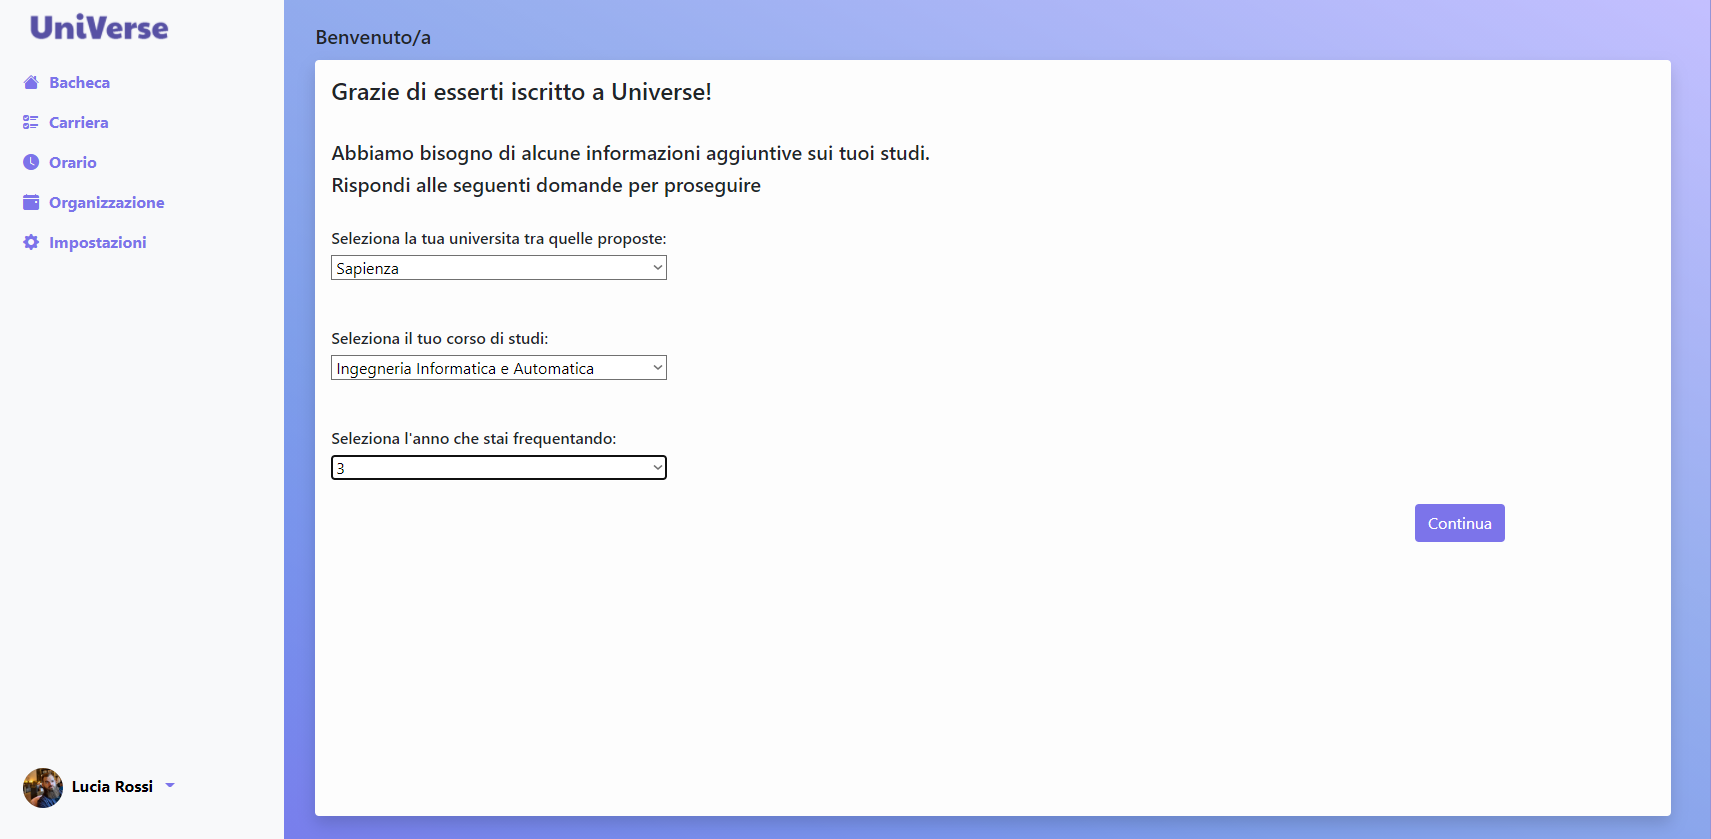 UniVerse
Bacheca
Carriera
Orario
Organizzazione
Impostazioni
Lucia Rossi
Benvenuto/a
Grazie di esserti iscritto a Universe!
Abbiamo bisogno di alcune informazioni aggiuntive sui tuoi studi.
Rispondi alle seguenti domande per proseguire
Seleziona la tua universita tra quelle proposte:
Sapienza
Seleziona il tuo corso di studi:
Ingegneria Informatica e Automatica
Seleziona l'anno che stai frequentando:
3
Continua